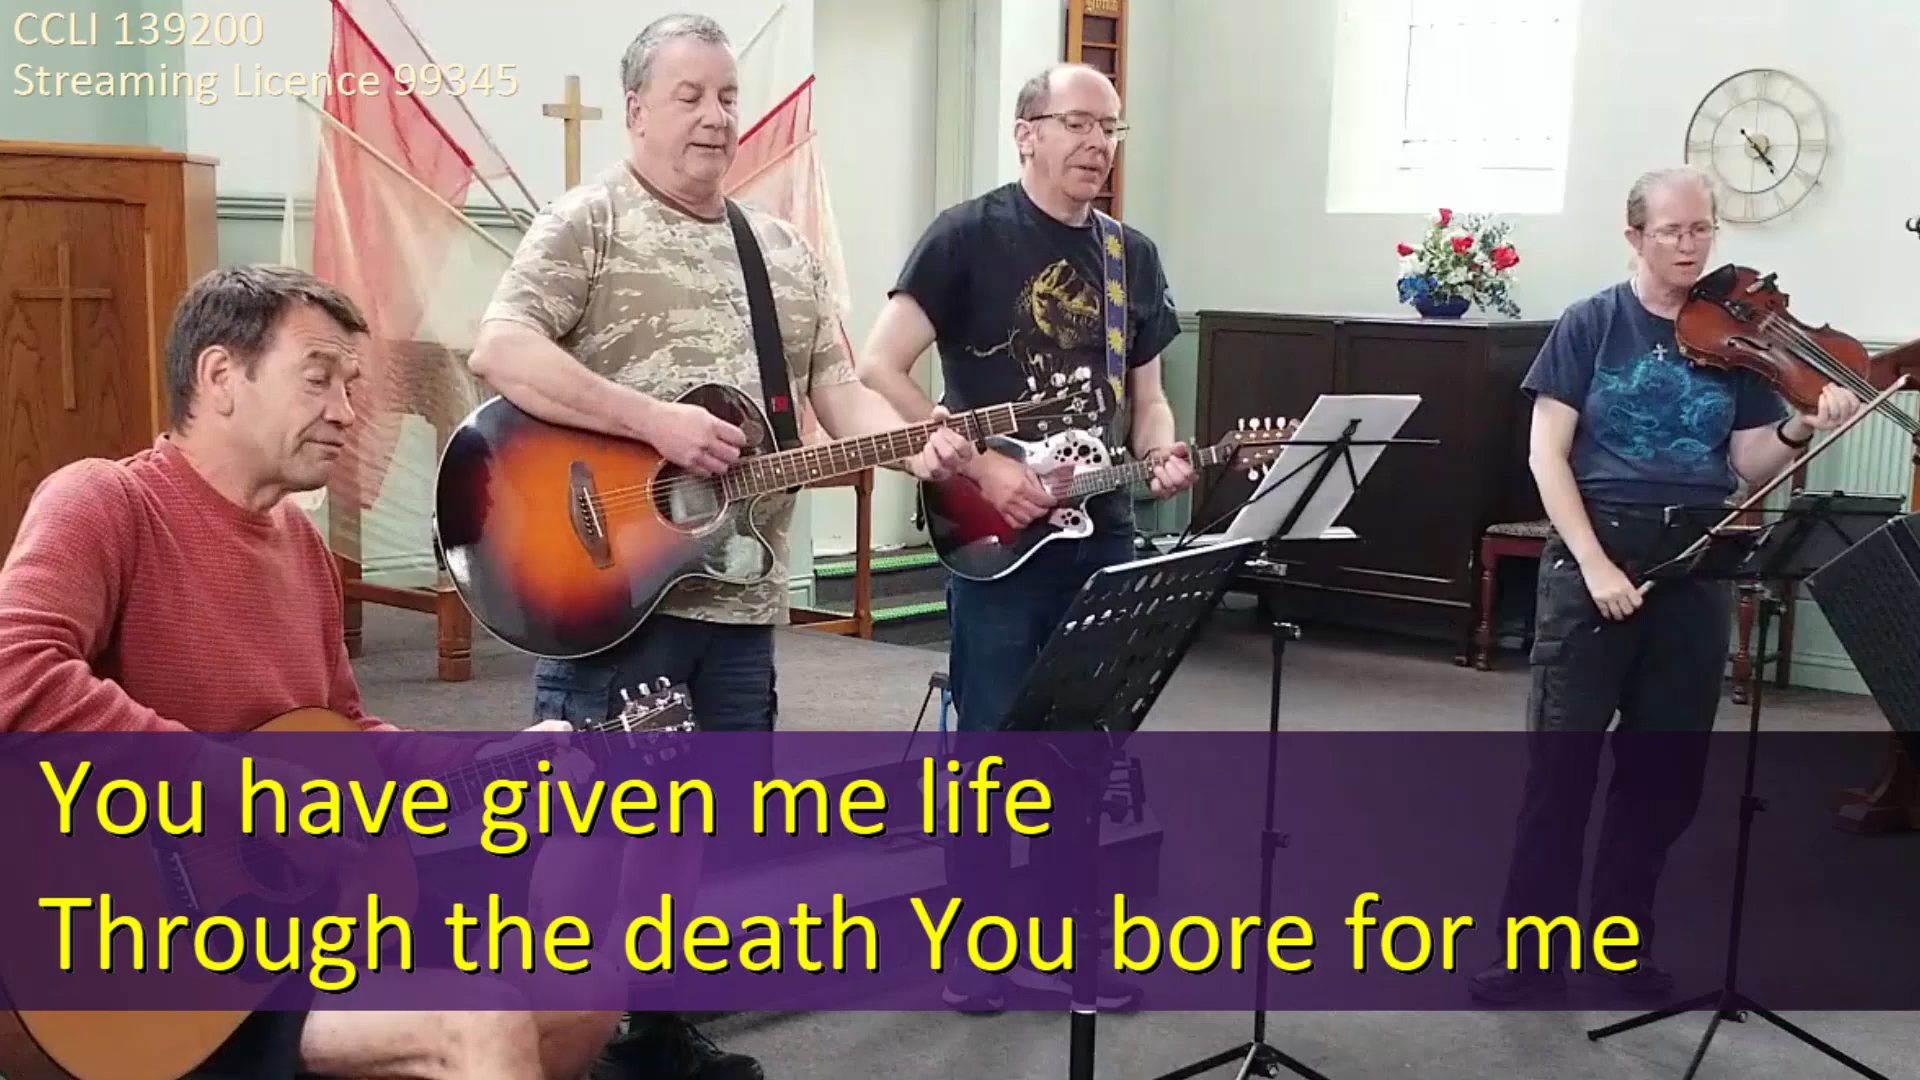 CCLI 139200
Streaming Licence 99345
You have given me life
Through the death You bore for me